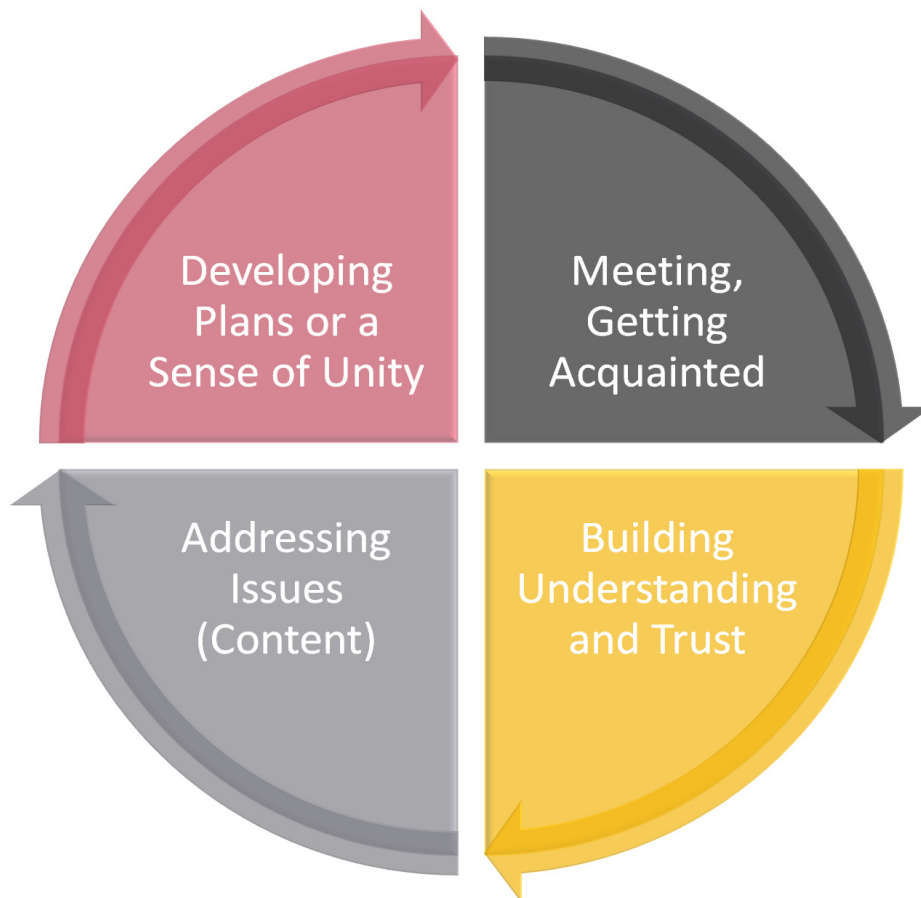 Developing
Plans or a
Sense of Unity
Meeting,
Getting
Acquainted
Addressing
Issues
(Content)
Building
Understanding
and Trust